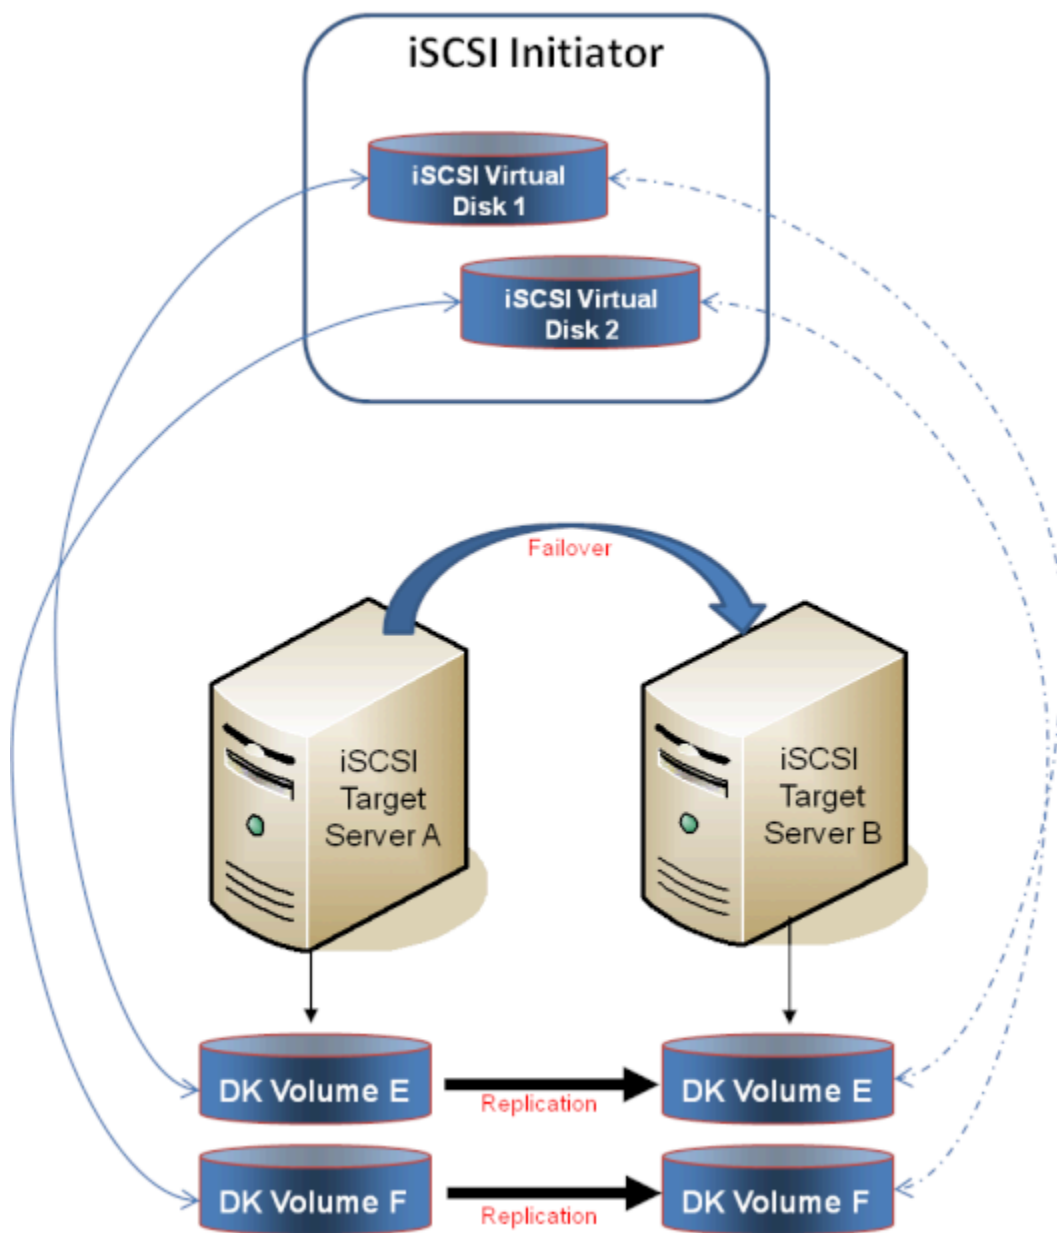 iSCSI Initiator
iSCSI Virtual
Disk 1
iSCSI Virtual
Disk 2
Failover
iSCSI
Target
Server A
iSCSI
Target
Server B
DK Volume E
Replication
DK Volume E
DK Volume F
Replication
DK Volume F